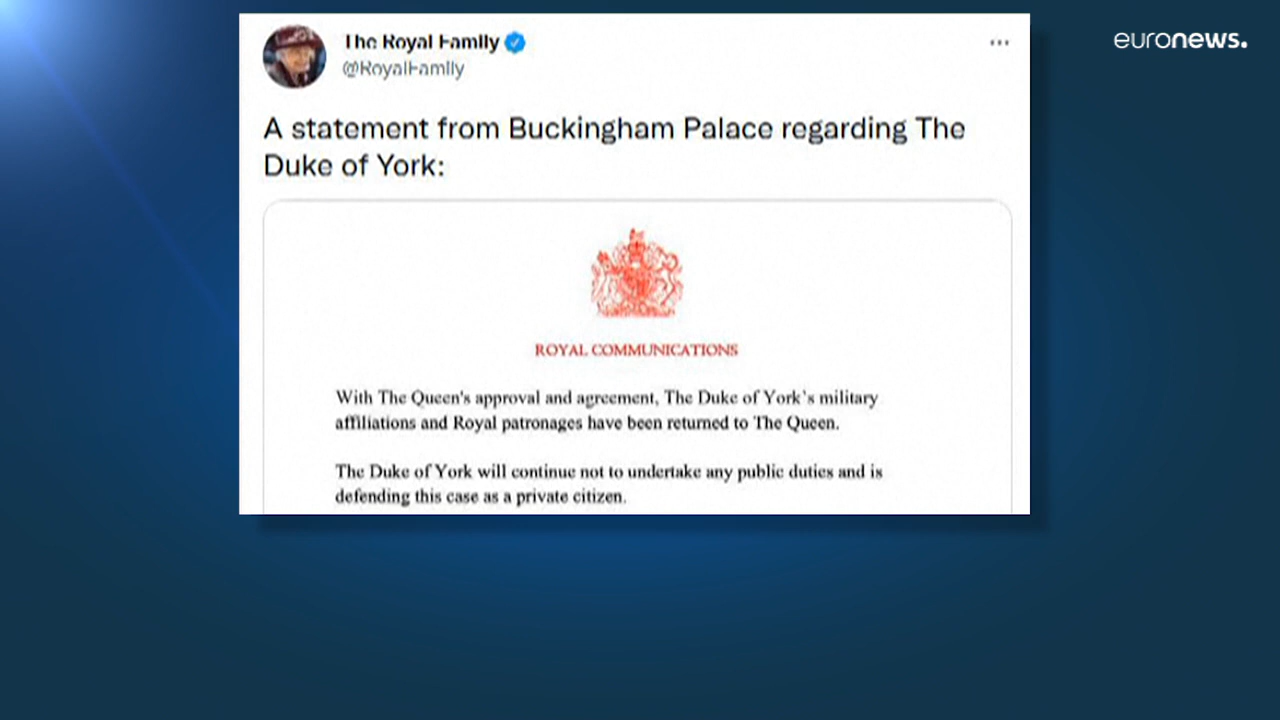 The Royal Family
@RoyalFamily
euronews.
A statement from Buckingham Palace regarding The
Duke of York:
ROYAL COMMUNICATIONS
With The Queen's approval and agreement, The Duke of York's military
affiliations and Royal patronages have been returned to The Queen.
The Duke of York will continue not to undertake any public duties and is
defending this case as a private citizen.